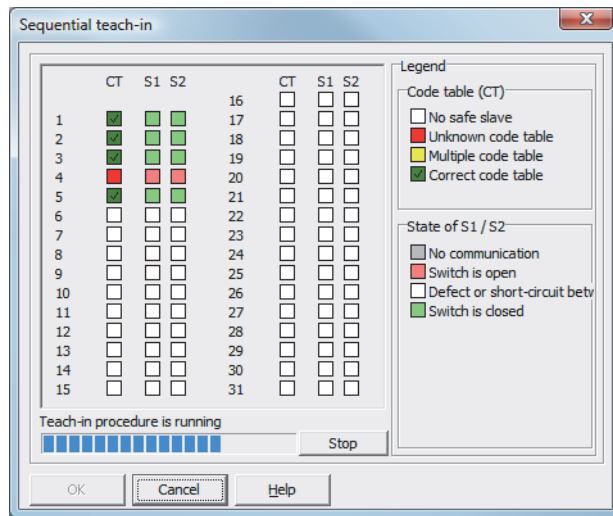 Sequential teach-in
CT S1 S2 CT S1 S2
16
1 17
2 18
3 19
4 20
5 21
6 22
7 23
8 24
9 25
10 26
11 27
12 28
13 29
14 30
15 31
Teach-in procedure is running
Stop
Legend
Code table (CT)
No safe slave
Unknown code table
Multiple code table
Correct code table
State of S1 / S2
No communication
Switch is open
Defect or short-circuit betw
Switch is closed
OK Cancel Help